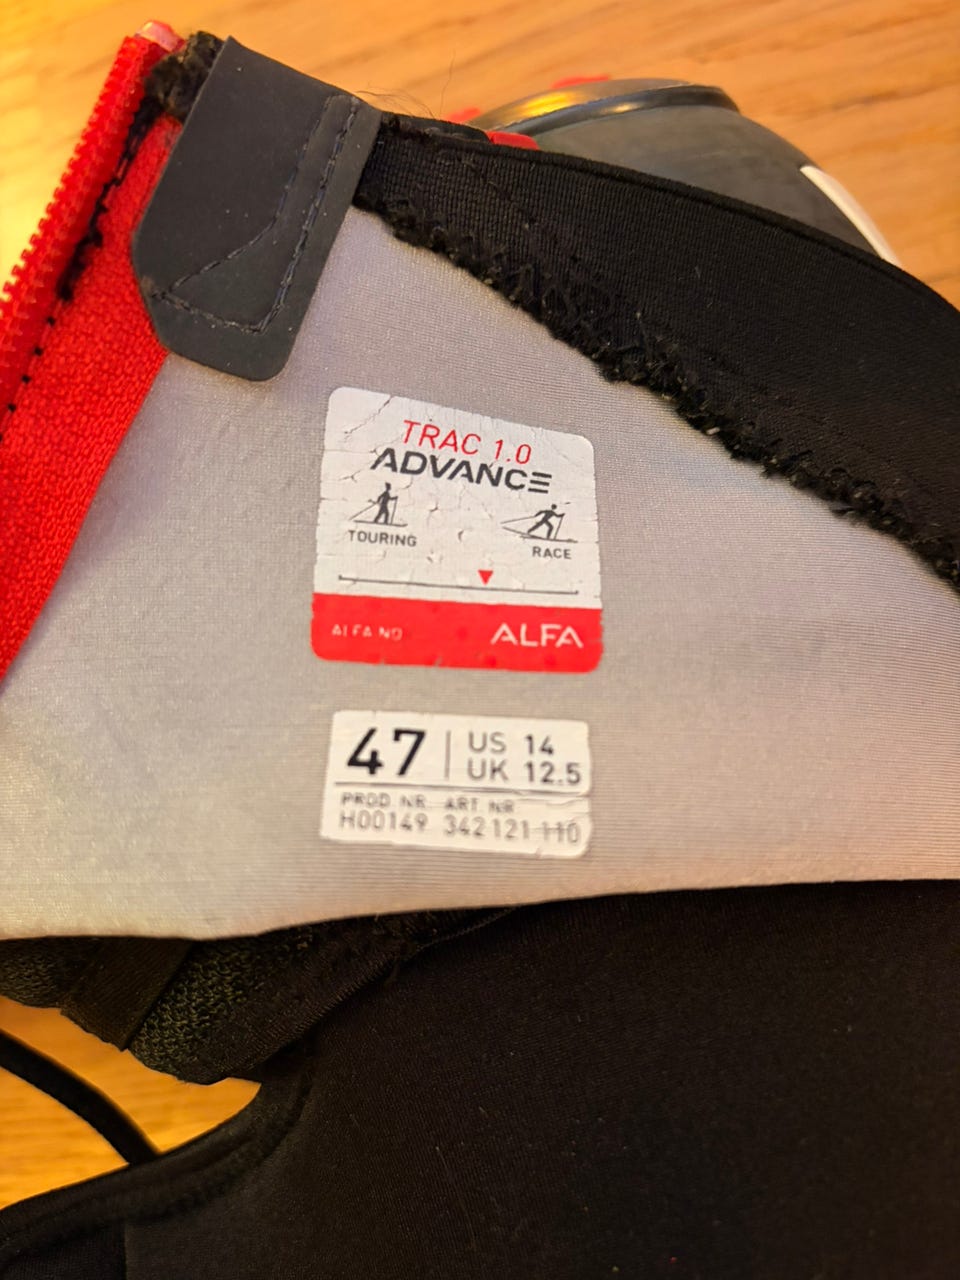 TRAC 1.0
ADVANCE
TOURING
RACE
ALFA.NO
ALFA
47
US 14
UK 12.5
PROD. NR. ART. NR
H00149 342121 110